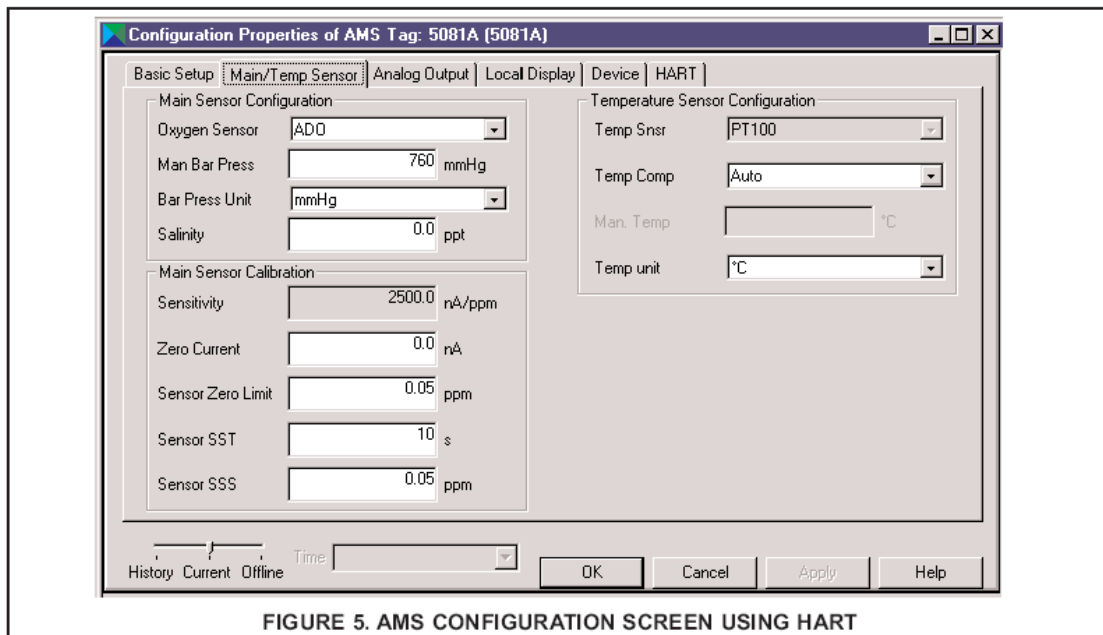 Configuration Properties of AMS Tag: 5081A (5081A)
Basic Setup Main/Temp Sensor Analog Output Local Display Device HART
Main Sensor Configuration
Oxygen Sensor ADO
Man Bar Press 760 mmHg
Bar Press Unit mmHg
Salinity 0.0 ppt
Main Sensor Calibration
Sensitivity 2500.0 nA/ppm
Zero Current 0.0 nA
Sensor Zero Limit 0.05 ppm
Sensor SST 10 s
Sensor SSS 0.05 ppm
Temperature Sensor Configuration
Temp Snsr PT100
Temp Comp Auto
Man. Temp °C
Temp unit °C
History Current Offline
Time
OK Cancel Apply Help
FIGURE 5. AMS CONFIGURATION SCREEN USING HART